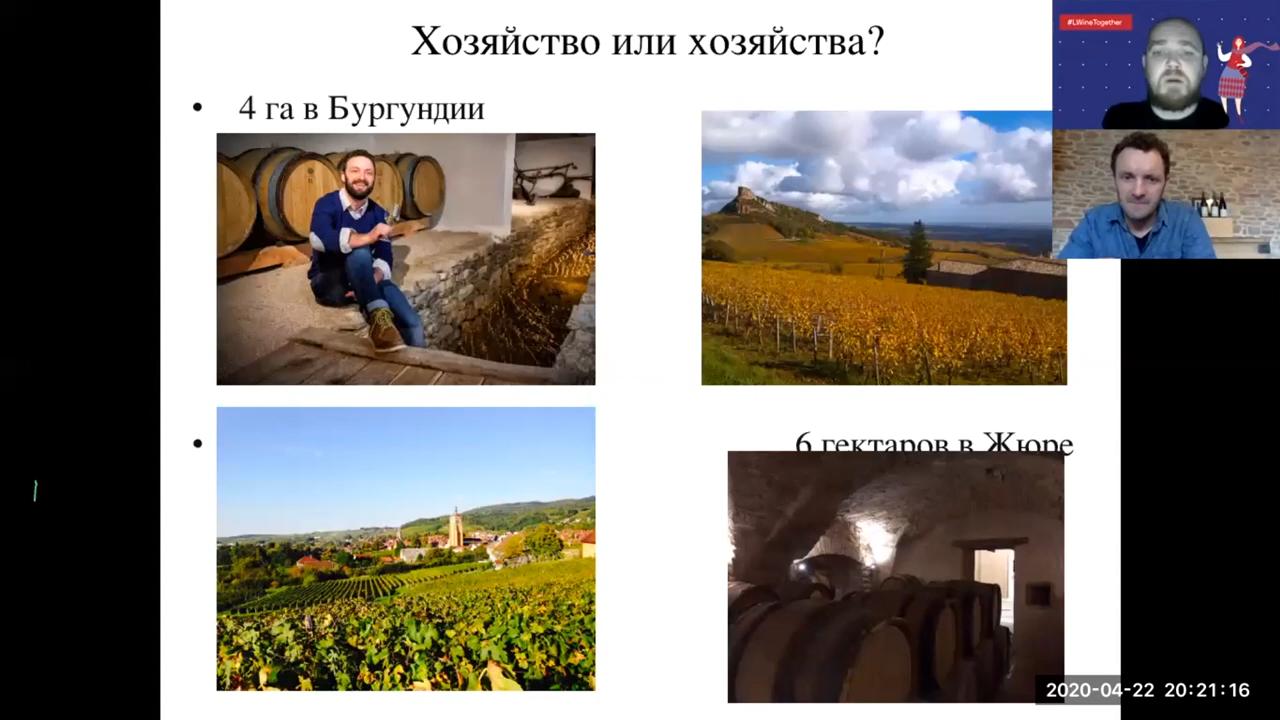 Хозяйство или хозяйства?
#LWineTogether
• 4 га в Бургундии
• 6 гектаров в Жюре
2020-04-22 20:21:16